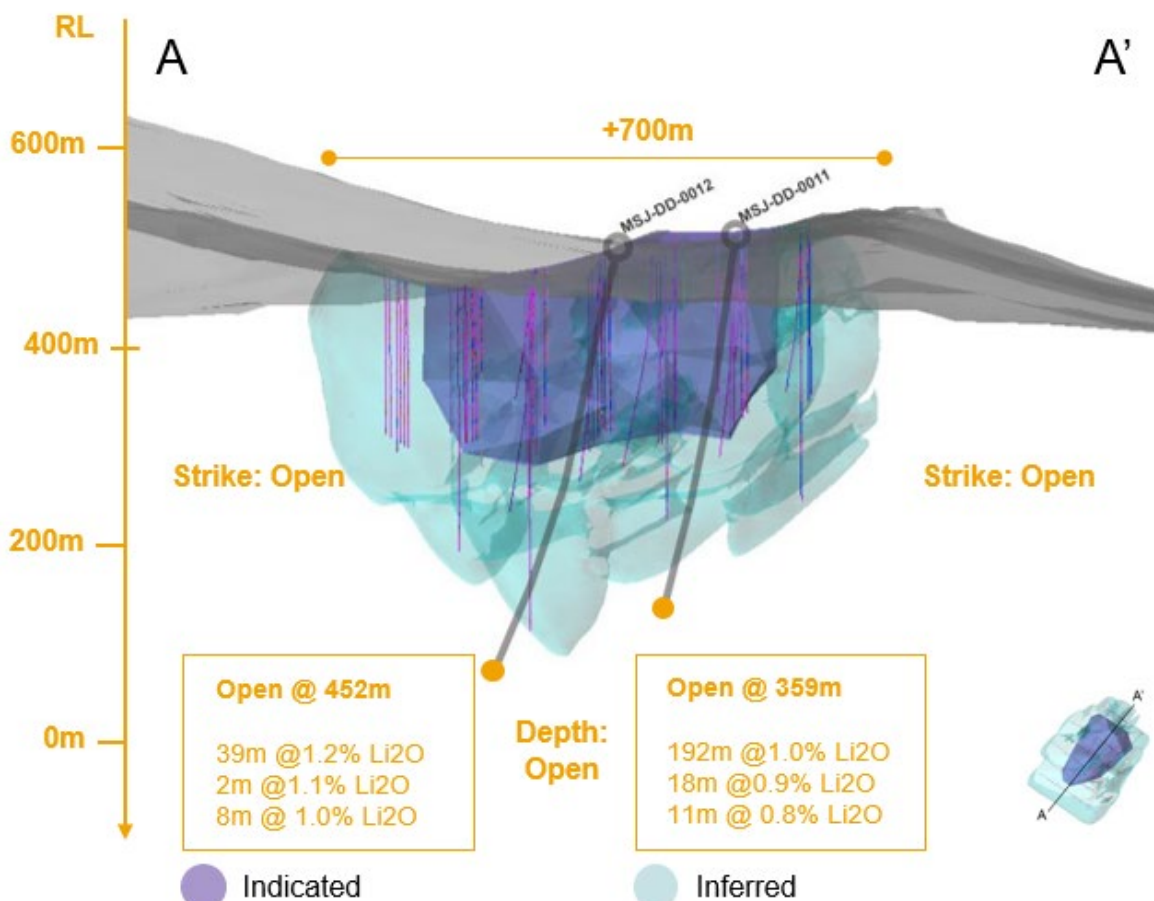 RL
A
A'
600m
+700m
MSJ-DD-0012
MSJ-DD-0011
400m
Strike: Open
Strike: Open
200m
Open @ 452m
39m @1.2% Li2O
2m @1.1% Li2O
8m @ 1.0% Li2O
Depth:
Open
Open @ 359m
192m @1.0% Li2O
18m @0.9% Li2O
11m @ 0.8% Li2O
0m
A'
A
Indicated
Inferred